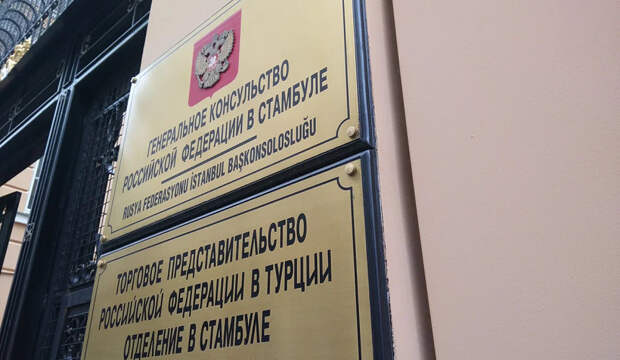 ГЕНЕРАЛЬНОЕ КОНСУЛЬСТВО
РОССИЙСКОЙ ФЕДЕРАЦИИ В СТАМБУЛЕ
RUSYA FEDERASYONU İSTANBUL BAŞKONSOLOSLUĞU
ТОРГОВОЕ ПРЕДСТАВИТЕЛЬСТВО
РОССИЙСКОЙ ФЕДЕРАЦИИ В ТУРЦИИ
ОТДЕЛЕНИЕ В СТАМБУЛЕ